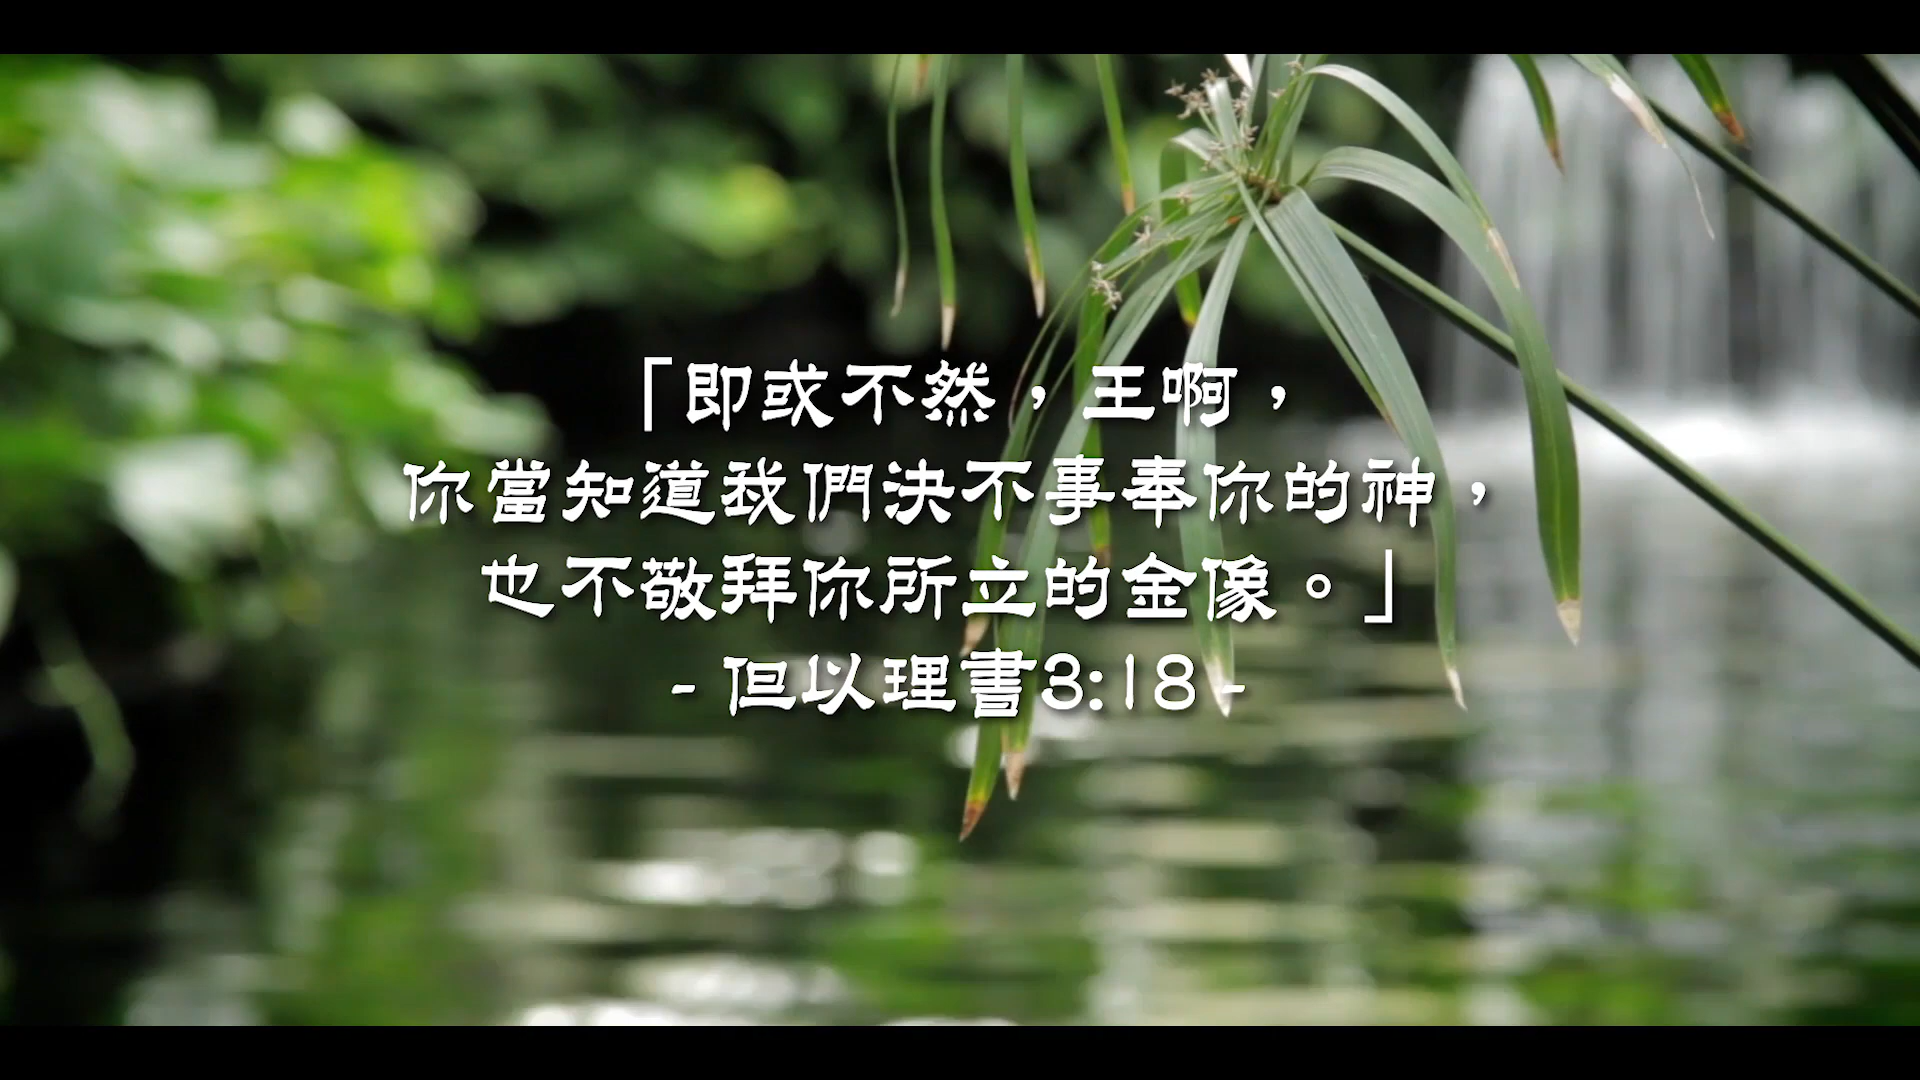 「即或不然，王啊，
你當知道我們決不事奉你的神，
也不敬拜你所立的金像。」
- 但以理書3:18 -